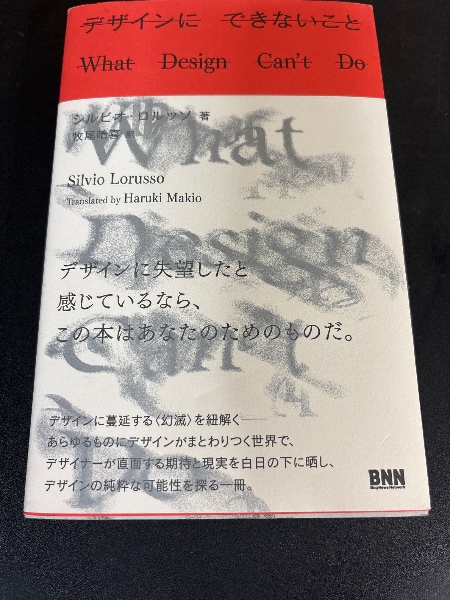 デザインに できないこと
What Design Can't Do
シルビオ・ロルッソ 著
牧尾晴喜 訳
What
Silvio Lorusso
Translated by Haruki Makio
Design
デザインに失望したと
感じているなら、
この本はあなたのためのものだ。
Can't
デザインに蔓延する〈幻滅〉を紐解く──
あらゆるものにデザインがまとわりつく世界で、
デザイナーが直面する期待と現実を白日の下に晒し、
デザインの純粋な可能性を探る一冊。
BNN
BugNewsNetwork